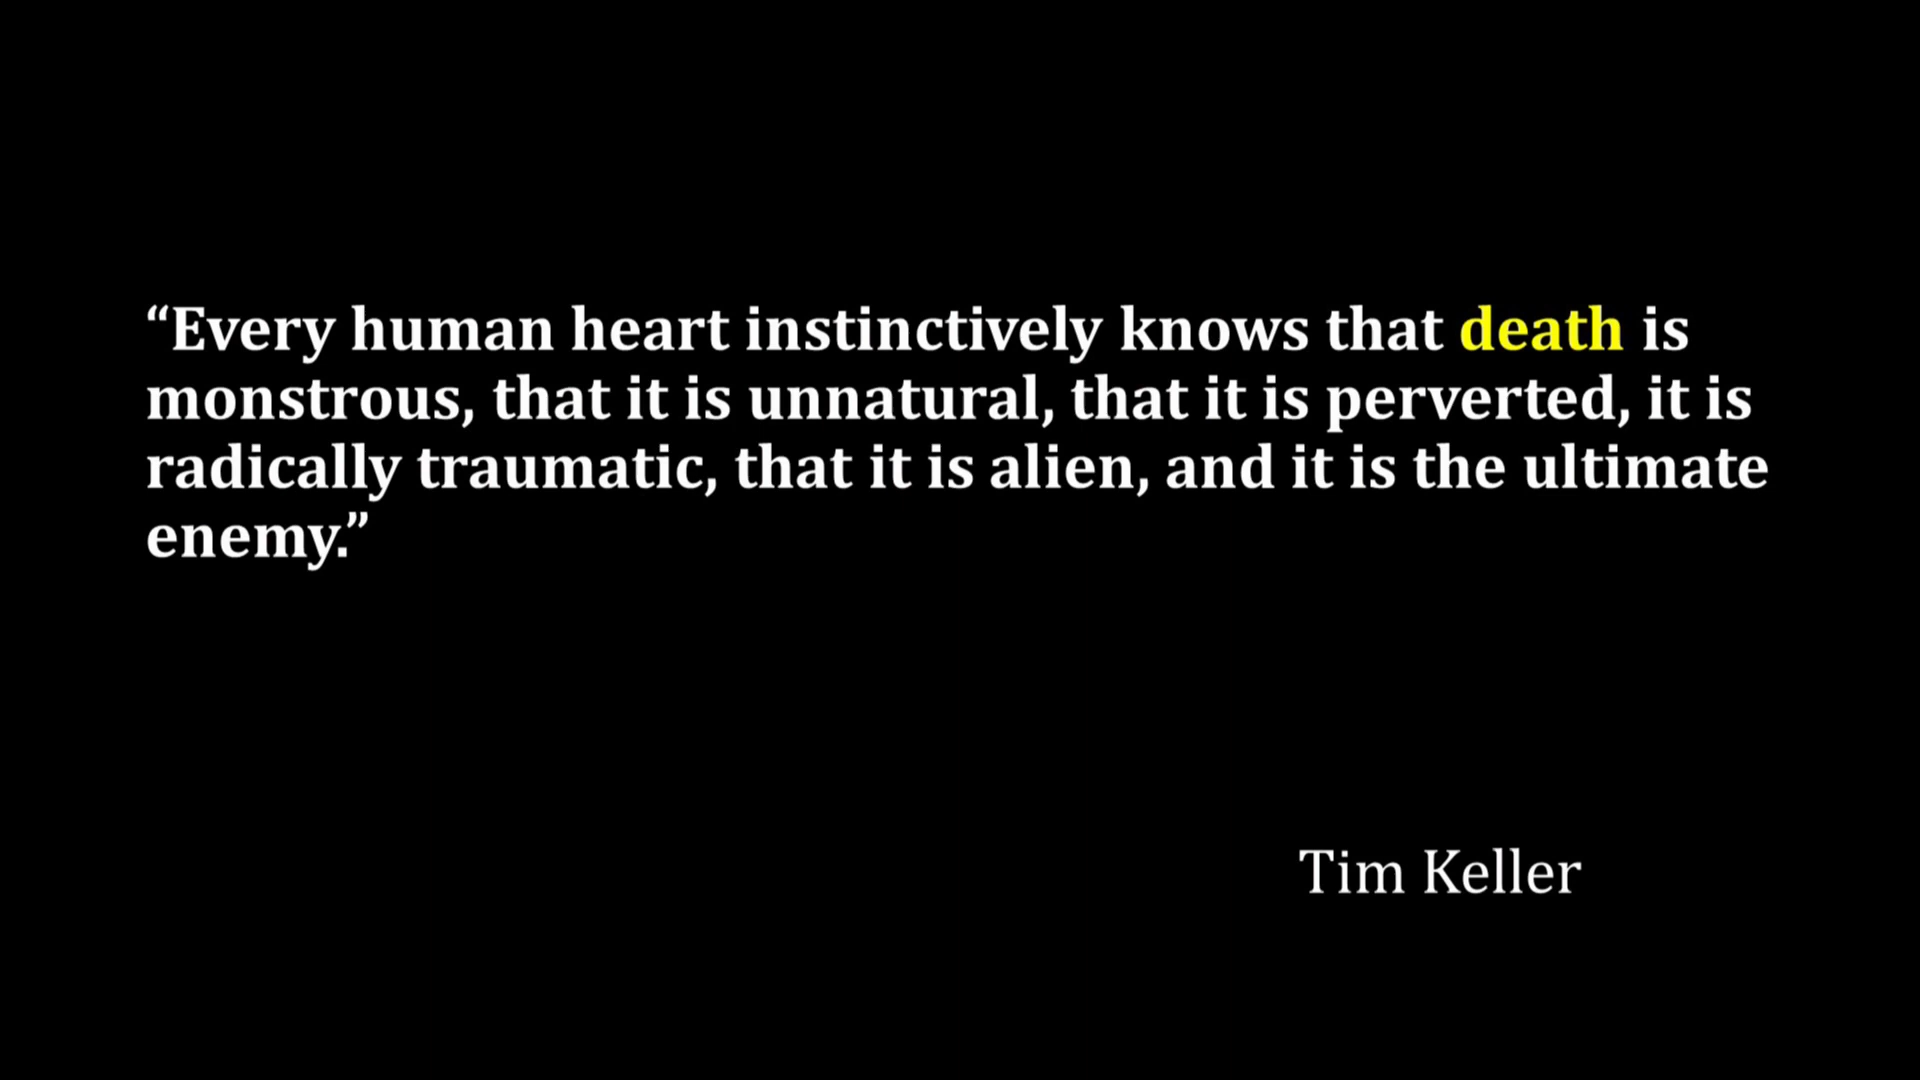 “Every human heart instinctively knows that death is
monstrous, that it is unnatural, that it is perverted, it is
radically traumatic, that it is alien, and it is the ultimate
enemy.”
Tim Keller